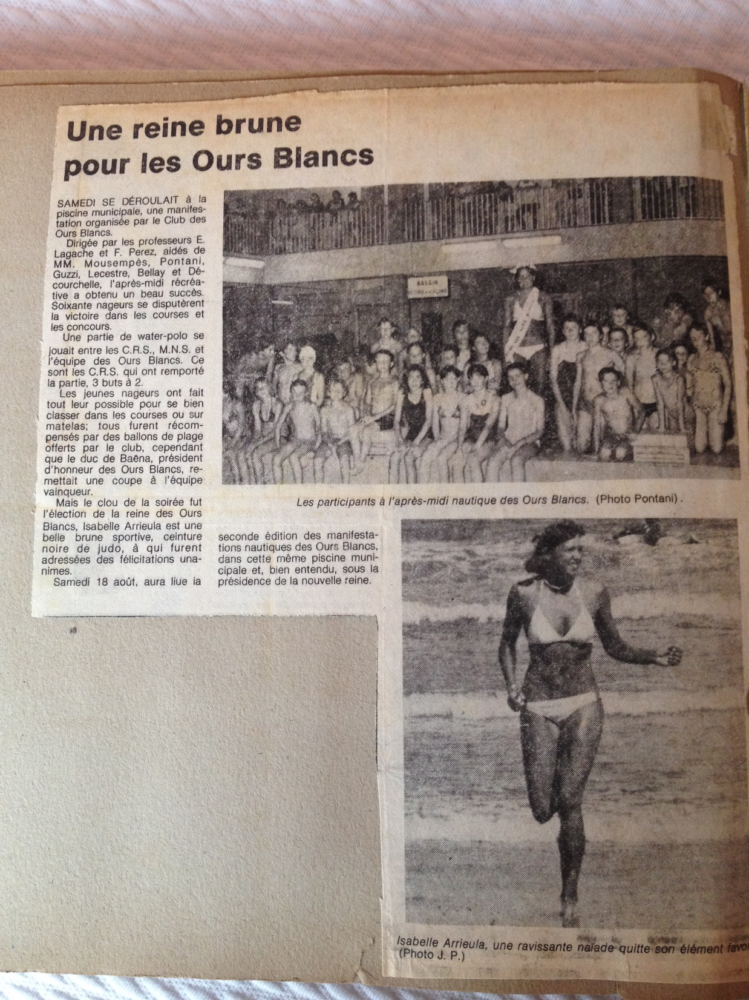 Une reine brune
pour les Ours Blancs
SAMEDI SE DÉROULAIT à la
piscine municipale, une manifes-
tation organisée par le Club des
Ours Blancs.
Dirigée par les professeurs E.
Lagache et F. Perez, aidés de
MM. Mousempès, Pontani,
Guzzi, Lecestre, Bellay et Dé-
courchelle, l'après-midi récréa-
tive a obtenu un beau succès.
Soixante nageurs se disputèrent
la victoire dans les courses et
les concours.
Une partie de water-polo se
jouait entre les C.R.S., M.N.S. et
l'équipe des Ours Blancs. Ce
sont les C.R.S. qui ont remporté
la partie, 3 buts à 2.
Les jeunes nageurs ont fait
tout leur possible pour se bien
classer dans les courses ou sur
matelas; tous furent récom-
pensés par des ballons de plage
offerts par le club, cependant
que le duc de Baëna, président
d'honneur des Ours Blancs, re-
mettait une coupe à l'équipe
vainqueur.
Mais le clou de la soirée fut
l'élection de la reine des Ours
Blancs, Isabelle Arrieula est une
belle brune sportive, ceinture
noire de judo, à qui furent
adressées des félicitations una-
nimes.
Samedi 18 août, aura liue la
seconde édition des manifesta-
tions nautiques des Ours Blancs,
dans cette même piscine muni-
cipale et, bien entendu, sous la
présidence de la nouvelle reine.
BASSIN
Les participants à l'après-midi nautique des Ours Blancs. (Photo Pontani).
Isabelle Arrieula, une ravissante naïade quitte son élément favo
(Photo J. P.)